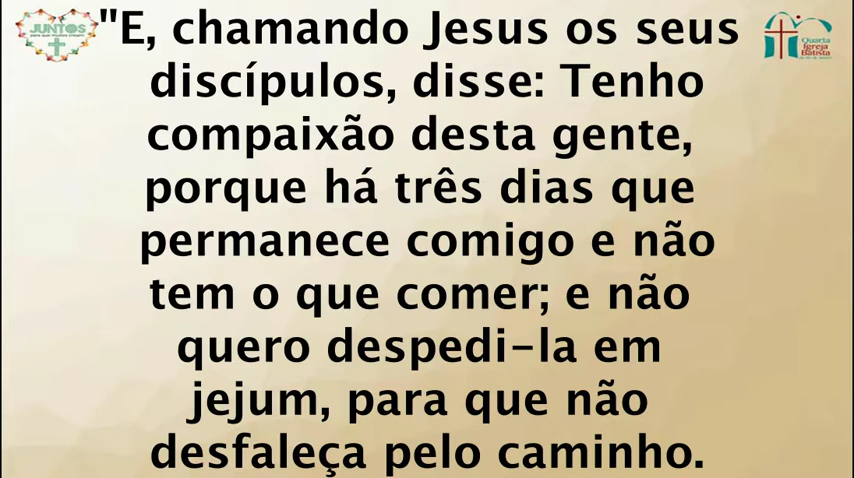 JUNTOS
"E, chamando Jesus os seus
discípulos, disse: Tenho
compaixão desta gente,
porque há três dias que
permanece comigo e não
tem o que comer; e não
quero despedi-la em
jejum, para que não
desfaleça pelo caminho.
Quarta
Igreja
Batista